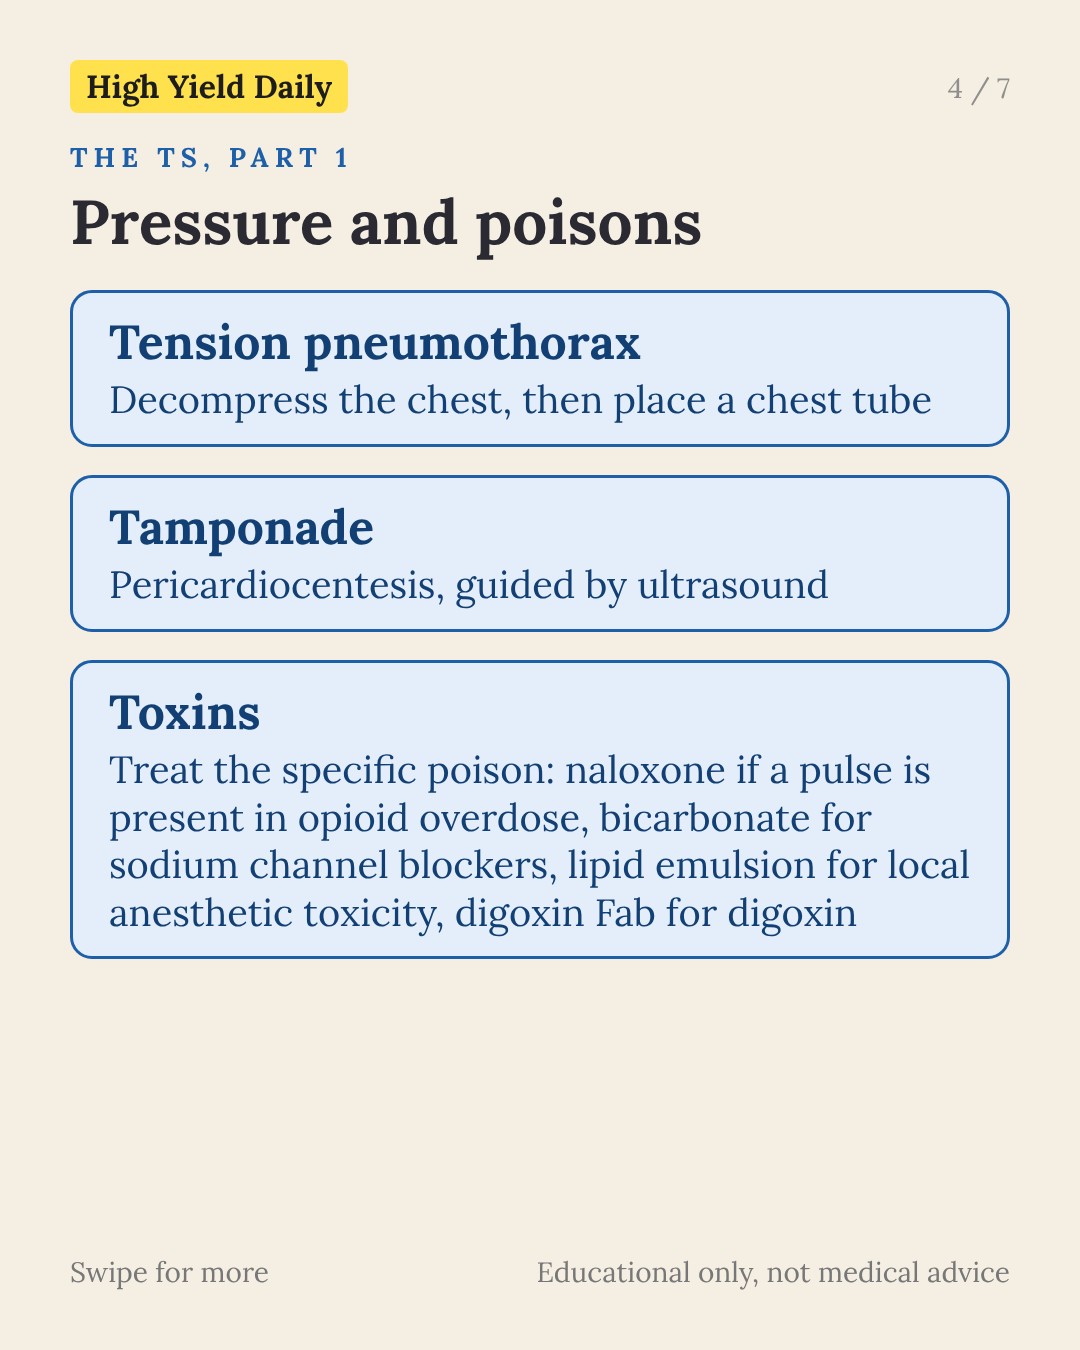 High Yield Daily
4 / 7
THE TS, PART 1
Pressure and poisons
Tension pneumothorax
Decompress the chest, then place a chest tube
Tamponade
Pericardiocentesis, guided by ultrasound
Toxins
Treat the specific poison: naloxone if a pulse is
present in opioid overdose, bicarbonate for
sodium channel blockers, lipid emulsion for local
anesthetic toxicity, digoxin Fab for digoxin
Swipe for more
Educational only, not medical advice